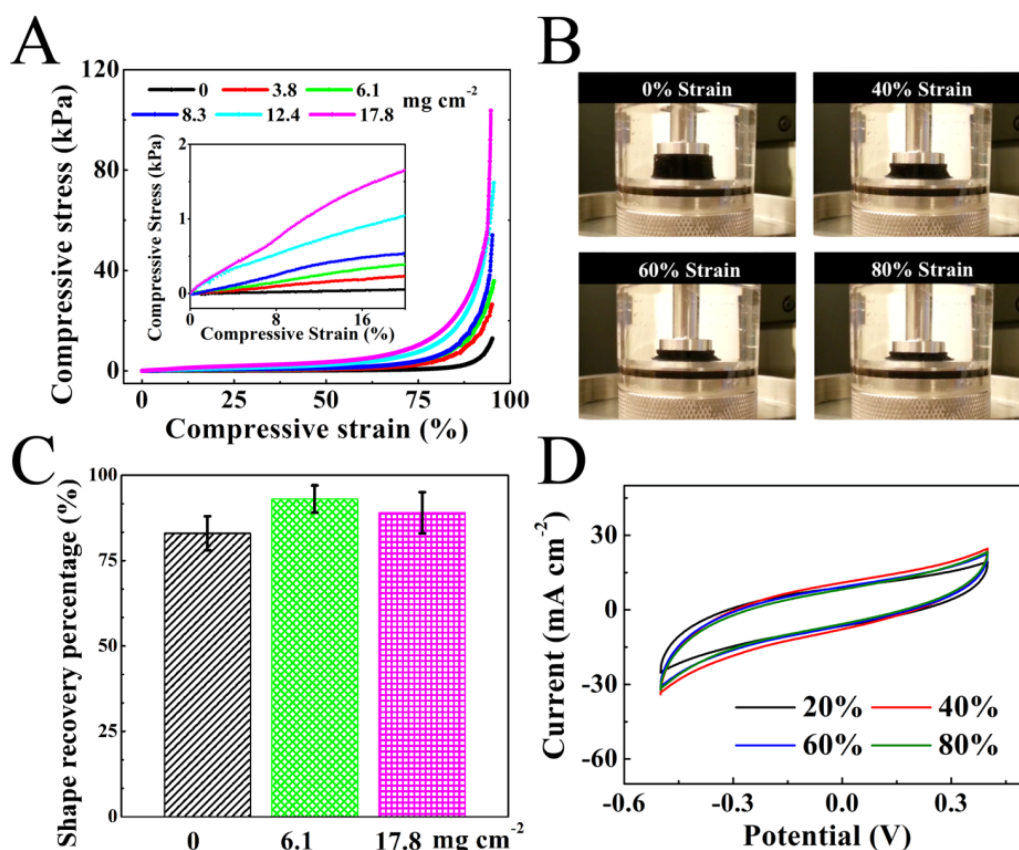 A
Compressive stress (kPa)
120
80
40
0
0 3.8 6.1
8.3 12.4 17.8
mg cm-2
Compressive Stress (kPa)
2
1
0
8 16
Compressive Strain (%)
0 25 50 75 100
Compressive strain (%)
B
0% Strain
40% Strain
60% Strain
80% Strain
C
Shape recovery percentage (%)
100
75
50
25
0
0 6.1 17.8 mg cm-2
D
Current (mA cm-2)
30
0
-30
-60
20% 40%
60% 80%
-0.6 -0.3 0.0 0.3
Potential (V)